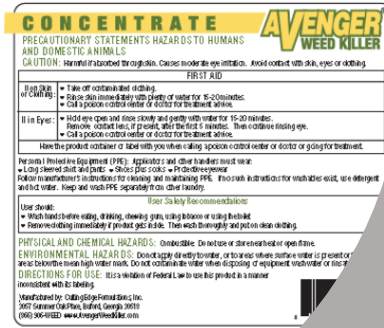 CONCENTRATE
AVENGER
WEED KILLER
PRECAUTIONARY STATEMENTS HAZARDS TO HUMANS
AND DOMESTIC ANIMALS
CAUTION: Harmful if absorbed through skin. Causes moderate eye irritation. Avoid contact with skin, eyes or clothing.
FIRST AID
If on Skin or Clothing:
• Take off contaminated clothing.
• Rinse skin immediately with plenty of water for 15-20 minutes.
• Call a poison control center or doctor for treatment advice.
If in Eyes:
• Hold eye open and rinse slowly and gently with water for 15-20 minutes.
Remove contact lens, if present, after the first 5 minutes. Then continue rinsing eye.
• Call a poison control center or doctor for treatment advice.
Have the product container or label with you when calling a poison control center or doctor or going for treatment.
Personal Protective Equipment (PPE): Applicators and other handlers must wear:
• Long sleeved shirt and pants • Shoes plus socks • Protective eyewear
Follow manufacturer's instructions for cleaning and maintaining PPE. If no such instructions for washables exist, use detergent
and hot water. Keep and wash PPE separately from other laundry.
User Safety Recommendations
User should:
• Wash hands before eating, drinking, chewing gum, using tobacco or using the toilet
• Remove clothing immediately if product gets inside. Then wash thoroughly and put on clean clothing.
PHYSICAL AND CHEMICAL HAZARDS: Combustible. Do not use or store near heat or open flame.
ENVIRONMENTAL HAZARDS: Do not apply directly to water, or to areas where surface water is present or
areas below the mean high water mark. Do not contaminate water when disposing of equipment washwater or
DIRECTIONS FOR USE: It is a violation of Federal Law to use this product in a manner
inconsistent with its labeling.
Manufactured by: Cutting Edge Formulations, Inc.
Buford, Georgia 30518
www.AvengerWeedKiller.com